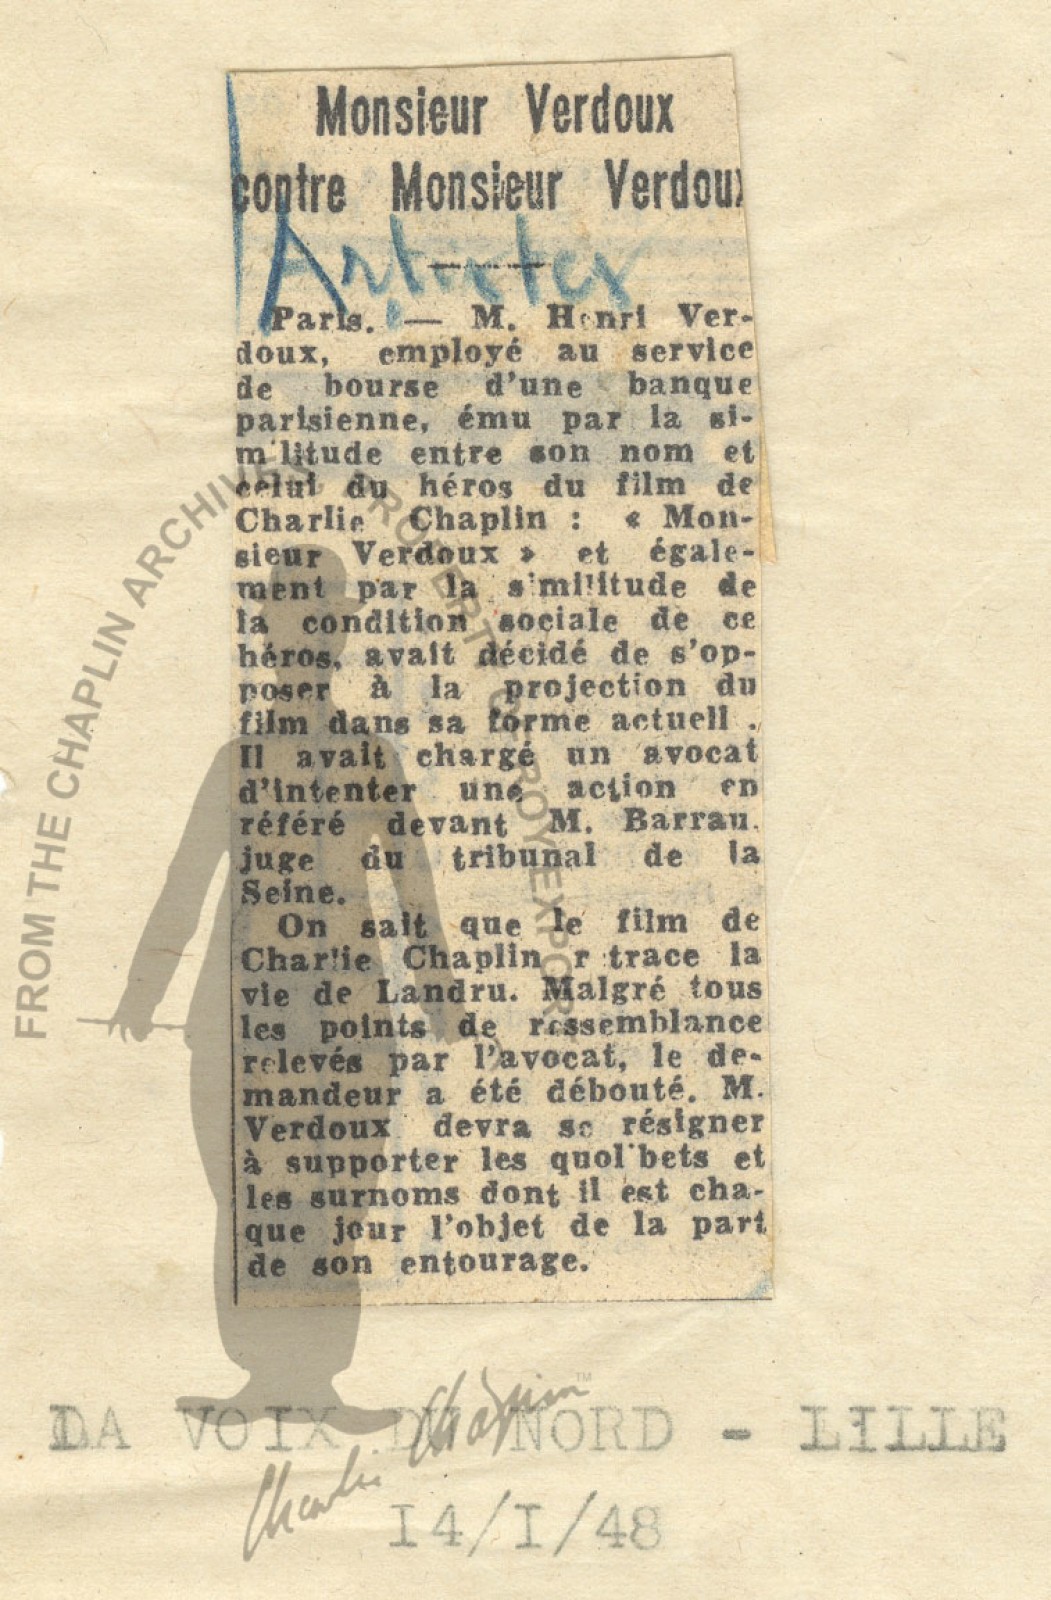 Monsieur Verdoux
contre Monsieur Verdoux
Artistes
Paris. — M. Henri Ver-
doux, employé au service
de bourse d'une banque
parisienne, ému par la si-
militude entre son nom et
celui du héros du film de
Charlie Chaplin : « Mon-
sieur Verdoux » et égale-
ment par la similitude de
la condition sociale de ce
héros, avait décidé de s'op-
poser à la projection du
film dans sa forme actuell .
Il avait chargé un avocat
d'intenter une action en
référé devant M. Barrau,
juge du tribunal de la
Seine.
On sait que le film de
Charlie Chaplin r trace la
vie de Landru. Malgré tous
les points de ressemblance
relevés par l'avocat, le de-
mandeur a été débouté. M.
Verdoux devra se résigner
à supporter les quolibets et
les surnoms dont il est cha-
que jour l'objet de la part
de son entourage.
FROM THE CHAPLIN ARCHIVES. PROPERTY OF ROY EXPORT
Charlie Chaplin™
LA VOIX DU NORD - LILLE
14/I/48